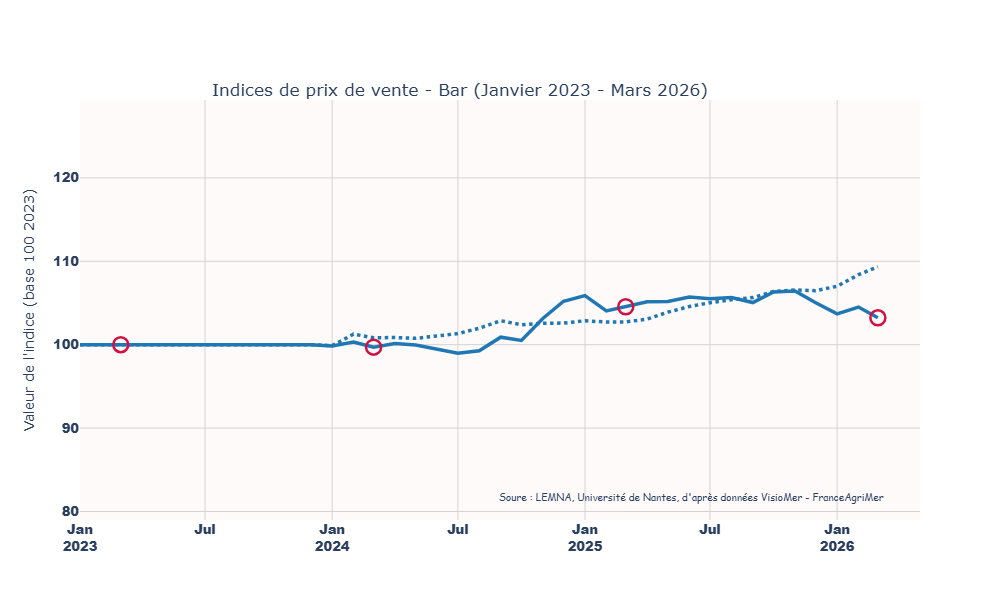 Indices de prix de vente - Bar (Janvier 2023 - Mars 2026)
Valeur de l'Indice (base 100 2023)
120
110
100
90
80
Soure : LEMNA, Université de Nantes, d'après données VisioMer - FranceAgriMer
Jan Jul Jan Jul Jan Jul Jan
2023 2024 2025 2026